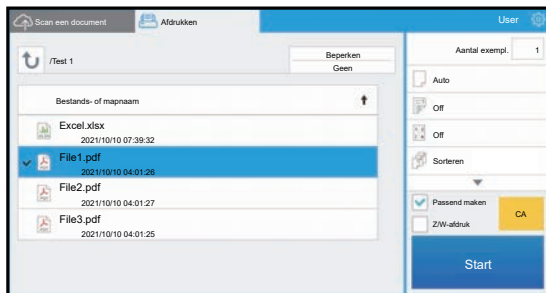 Scan een document
Afdrukken
User
/Test 1
Beperken
Geen
Bestands- of mapnaam
Excel.xlsx
2021/10/10 07:39:32
File1.pdf
2021/10/10 04:01:26
File2.pdf
2021/10/10 04:01:27
File3.pdf
2021/10/10 04:01:25
Aantal exempl. 1
Auto
Off
Off
Sorteren
Passend maken
Z/W-afdruk
CA
Start